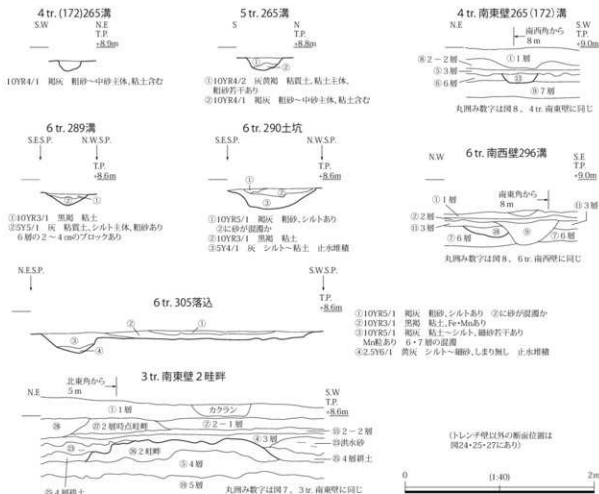 4 tr. (172)265溝
S.W
N.E
T.P.
+8.9m
10YR4/1 褐灰 粗砂～中砂主体、粘土含む
5 tr. 265溝
S
N
T.P.
+8.8m
①10YR4/2 灰黄褐 粘質土、粘土主体、
粗砂若干あり
②10YR4/1 褐灰 粗砂～中砂主体、粘土含む
4 tr. 南東壁265(172)溝
N.E
南西角から
8 m
S.W
T.P.
+9.0m
⑧2－2層
①1層
⑤3層
⑥6層
⑬
⑨7層
丸囲み数字は図8、4 tr. 南東壁に同じ
6 tr. 289溝
S.E.S.P.
N.W.S.P.
T.P.
+8.6m
①
②
①10YR3/1 黒褐 粘土
②5Y5/1 灰 粘質土、シルト主体、粗砂あり
6層の2～4㎝のブロックあり
6 tr. 290土坑
S.E.S.P.
N.W.S.P.
T.P.
+8.6m
①
②
③
①10YR5/1 褐灰 粗砂、シルトあり
②に砂が混濁か
②10YR3/1 黒褐 粘土
③5Y4/1 灰 シルト～粘土 止水堆積
6 tr. 南西壁296溝
N.W
南東角から
8 m
S.E
T.P.
+9.0m
①1層
②2層
⑪3層
⑪3層
⑦6層
㉘
⑨
⑦6層
丸囲み数字は図8、6 tr. 南西壁に同じ
N.E.S.P.
S.W.S.P.
T.P.
+8.6m
6 tr. 305落込
②
①
③
④
①10YR5/1 褐灰 粗砂、シルトあり ②に砂が混濁か
②10YR3/1 黒褐 粘土、Fe・Mnあり
③10YR5/1 褐灰 粘土～シルト、細砂若干あり
Mn粒あり 6・7層の混濁
④2.5Y6/1 黄灰 シルト～細砂、しまり無し 止水堆積
3 tr. 南東壁2畦畔
N.E
北東角から
5 m
S.W
T.P.
+8.6m
①1層
カクラン
㉗2層時点畦畔
②2－1層
④3層
㉖2畦畔
⑤4層
丸囲み数字は図7、3 tr. 南東壁に同じ
(トレンチ壁以外の断面位置は
図24・25・27にあり)
0
(1:40)
2m